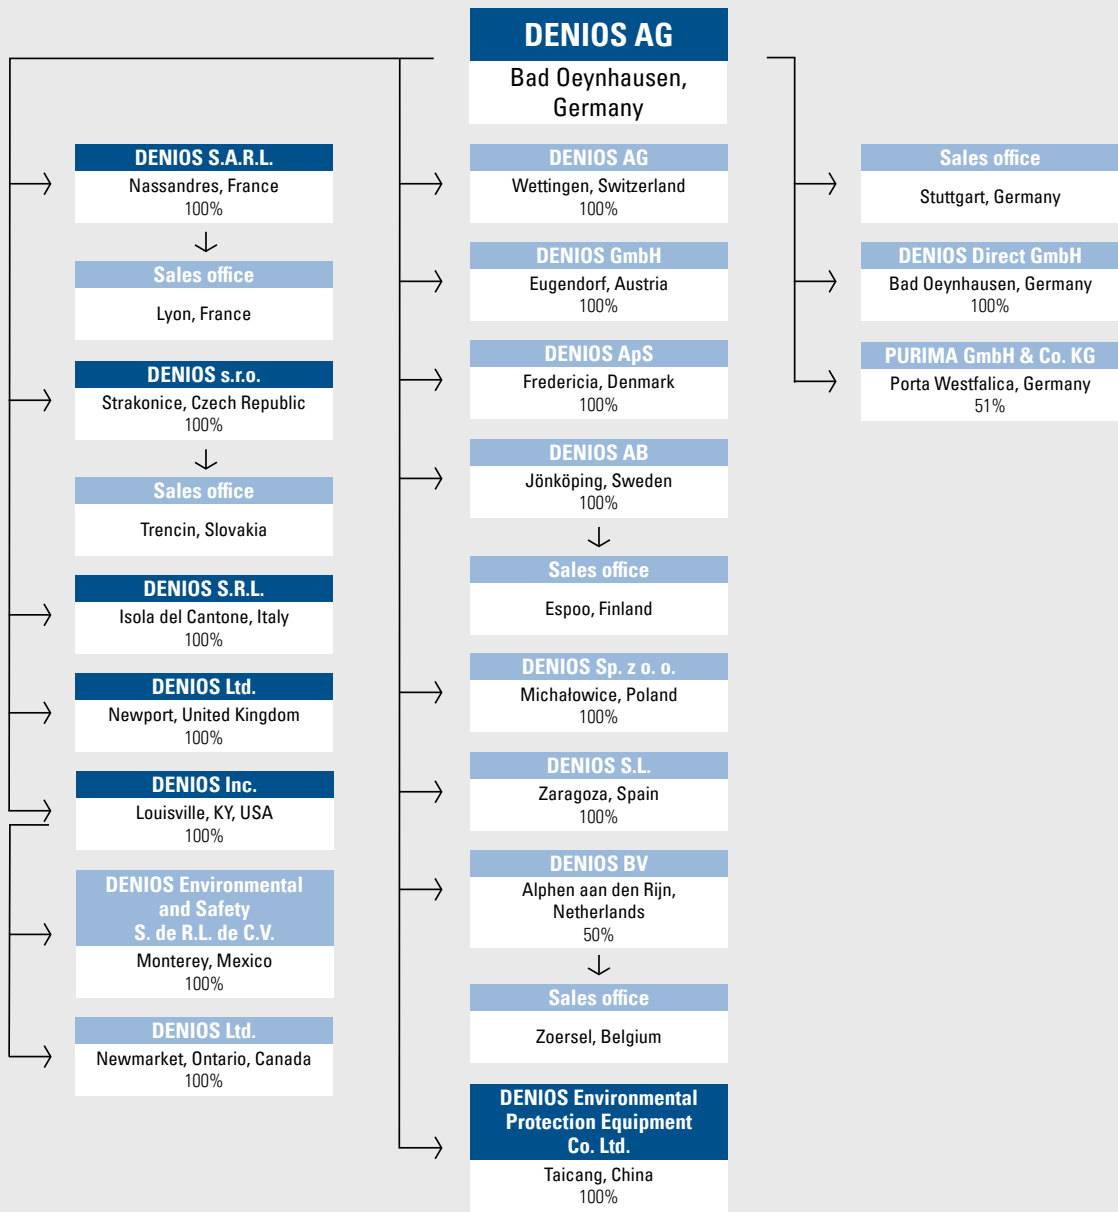 DENIOS AG
Bad Oeynhausen,
Germany
DENIOS S.A.R.L.
Nassandres, France
100%
Sales office
Lyon, France
DENIOS s.r.o.
Strakonice, Czech Republic
100%
Sales office
Trencin, Slovakia
DENIOS S.R.L.
Isola del Cantone, Italy
100%
DENIOS Ltd.
Newport, United Kingdom
100%
DENIOS Inc.
Louisville, KY, USA
100%
DENIOS Environmental
and Safety
S. de R.L. de C.V.
Monterey, Mexico
100%
DENIOS Ltd.
Newmarket, Ontario, Canada
100%
DENIOS AG
Wettingen, Switzerland
100%
DENIOS GmbH
Eugendorf, Austria
100%
DENIOS ApS
Fredericia, Denmark
100%
DENIOS AB
Jönköping, Sweden
100%
Sales office
Espoo, Finland
DENIOS Sp. z o. o.
Michałowice, Poland
100%
DENIOS S.L.
Zaragoza, Spain
100%
DENIOS BV
Alphen aan den Rijn,
Netherlands
50%
Sales office
Zoersel, Belgium
DENIOS Environmental
Protection Equipment
Co. Ltd.
Taicang, China
100%
Sales office
Stuttgart, Germany
DENIOS Direct GmbH
Bad Oeynhausen, Germany
100%
PURIMA GmbH & Co. KG
Porta Westfalica, Germany
51%